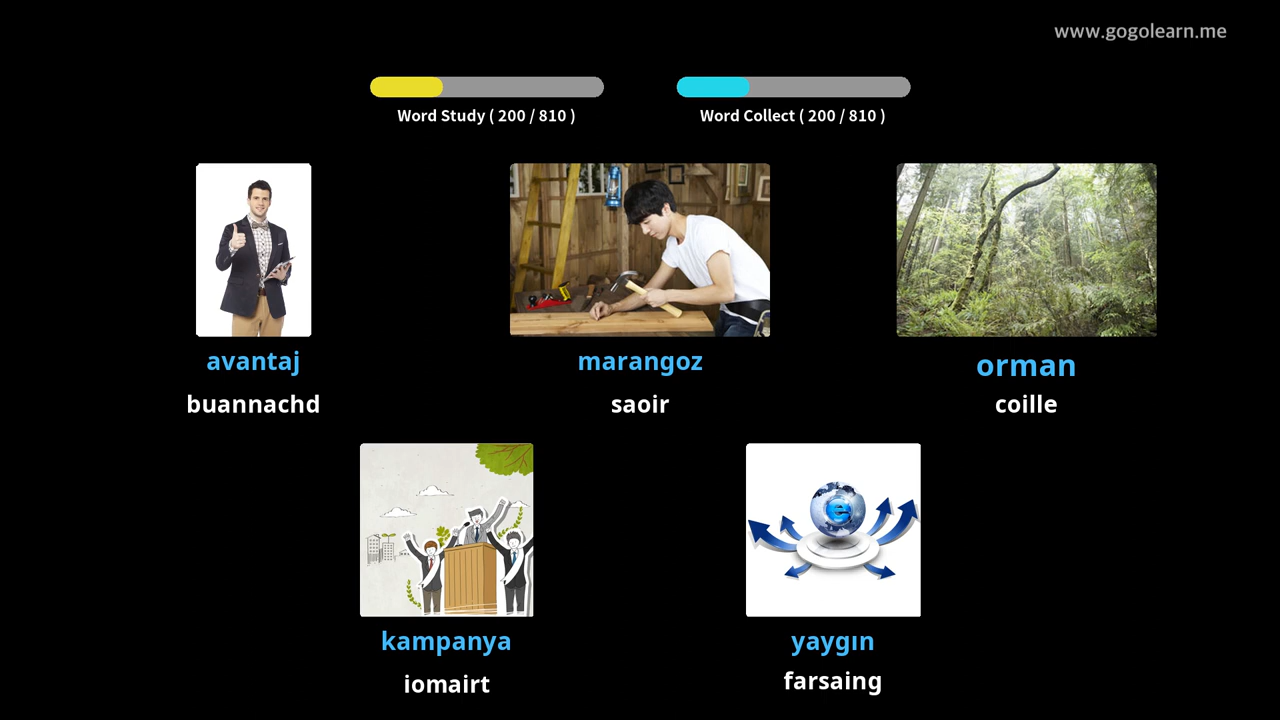 www.gogolearn.me
Word Study ( 200 / 810 )
Word Collect ( 200 / 810 )
avantaj
buannachd
marangoz
saoir
orman
coille
kampanya
iomairt
yaygın
farsaing